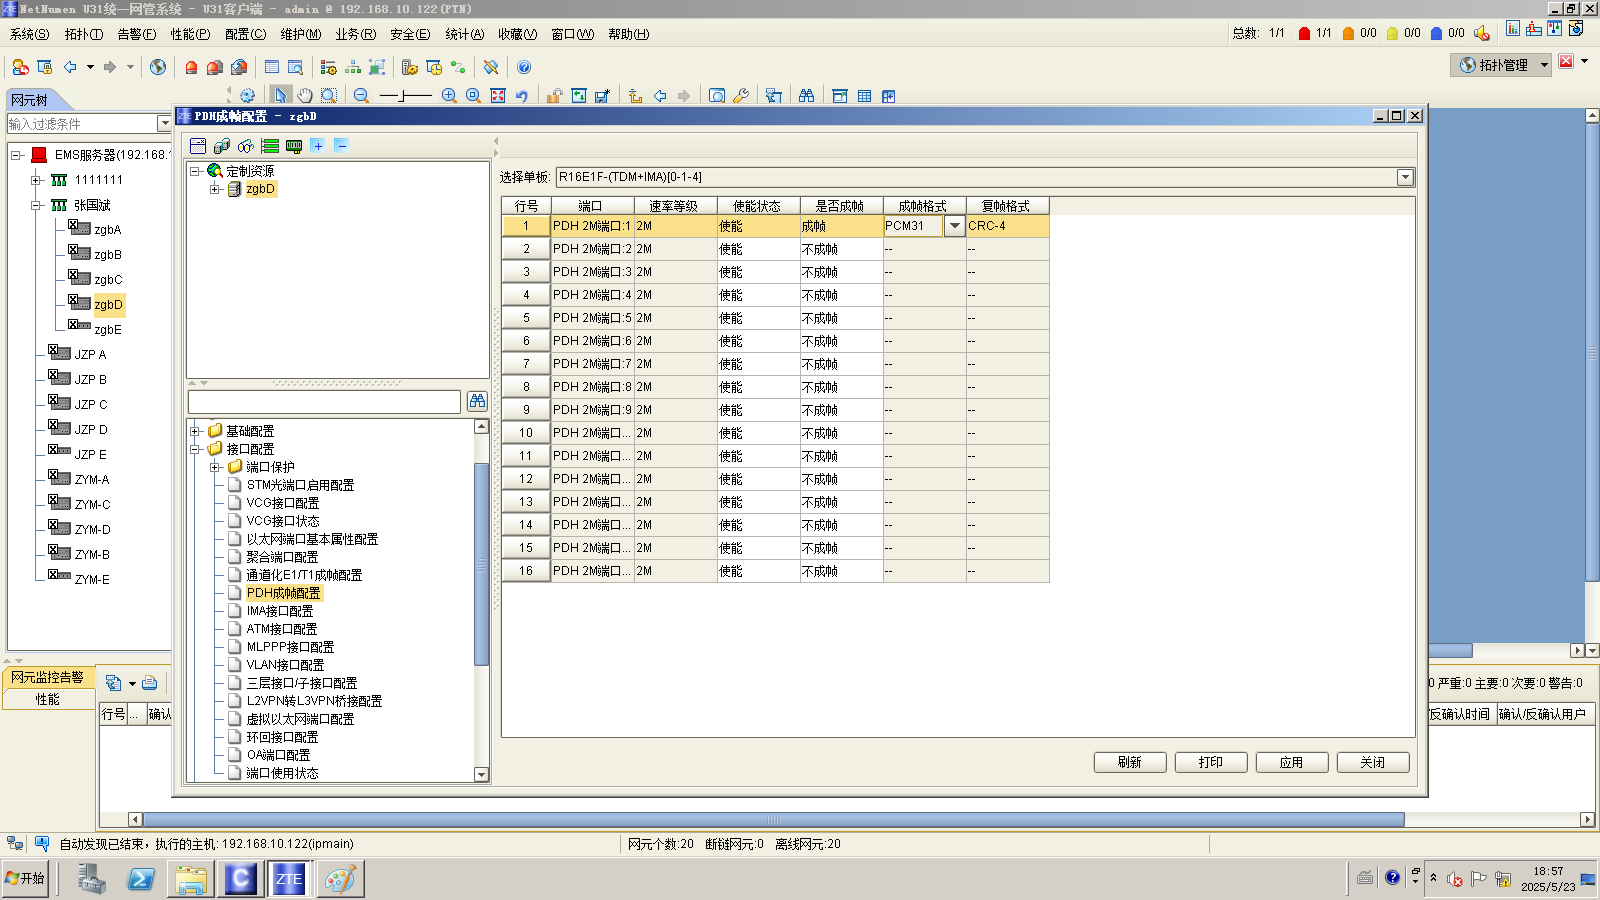 NetNumen U31统一网管系统 - U31客户端 - admin @ 192.168.10.122(PTN)
系统(S) 拓扑(T) 告警(F) 性能(P) 配置(C) 维护(M) 业务(R) 安全(E) 统计(A) 收藏(V) 窗口(W) 帮助(H)
总数: 1/1 1/1 0/0 0/0 0/0
拓扑管理
网元树
输入过滤条件
EMS服务器(192.168.1
1111111
张国斌
zgbA
zgbB
zgbC
zgbD
zgbE
JZP A
JZP B
JZP C
JZP D
JZP E
ZYM-A
ZYM-C
ZYM-D
ZYM-B
ZYM-E
PDH成帧配置 - zgbD
定制资源
zgbD
基础配置
接口配置
端口保护
STM光端口启用配置
VCG接口配置
VCG接口状态
以太网端口基本属性配置
聚合端口配置
通道化E1/T1成帧配置
PDH成帧配置
IMA接口配置
ATM接口配置
MLPPP接口配置
VLAN接口配置
三层接口/子接口配置
L2VPN转L3VPN桥接配置
虚拟以太网端口配置
环回接口配置
OA端口配置
端口使用状态
选择单板: R16E1F-(TDM+IMA)[0-1-4]
行号 端口 速率等级 使能状态 是否成帧 成帧格式 复帧格式
1 PDH 2M端口:1 2M 使能 成帧 PCM31 CRC-4
2 PDH 2M端口:2 2M 使能 不成帧 -- --
3 PDH 2M端口:3 2M 使能 不成帧 -- --
4 PDH 2M端口:4 2M 使能 不成帧 -- --
5 PDH 2M端口:5 2M 使能 不成帧 -- --
6 PDH 2M端口:6 2M 使能 不成帧 -- --
7 PDH 2M端口:7 2M 使能 不成帧 -- --
8 PDH 2M端口:8 2M 使能 不成帧 -- --
9 PDH 2M端口:9 2M 使能 不成帧 -- --
10 PDH 2M端口... 2M 使能 不成帧 -- --
11 PDH 2M端口... 2M 使能 不成帧 -- --
12 PDH 2M端口... 2M 使能 不成帧 -- --
13 PDH 2M端口... 2M 使能 不成帧 -- --
14 PDH 2M端口... 2M 使能 不成帧 -- --
15 PDH 2M端口... 2M 使能 不成帧 -- --
16 PDH 2M端口... 2M 使能 不成帧 -- --
刷新 打印 应用 关闭
网元监控告警
性能
0 严重:0 主要:0 次要:0 警告:0
行号 ... 确认 反确认时间 确认/反确认用户
自动发现已结束，执行的主机: 192.168.10.122(ipmain) 网元个数:20 断链网元:0 离线网元:20
开始
ZTE
18:57
2025/5/23